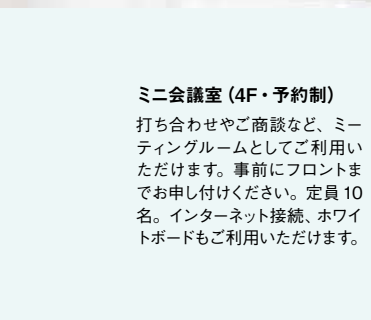 ミニ会議室（4F・予約制）
打ち合わせやご商談など、ミー
ティングルームとしてご利用い
ただけます。事前にフロントま
でお申し付けください。定員 10
名。インターネット接続、ホワイ
トボードもご利用いただけます。